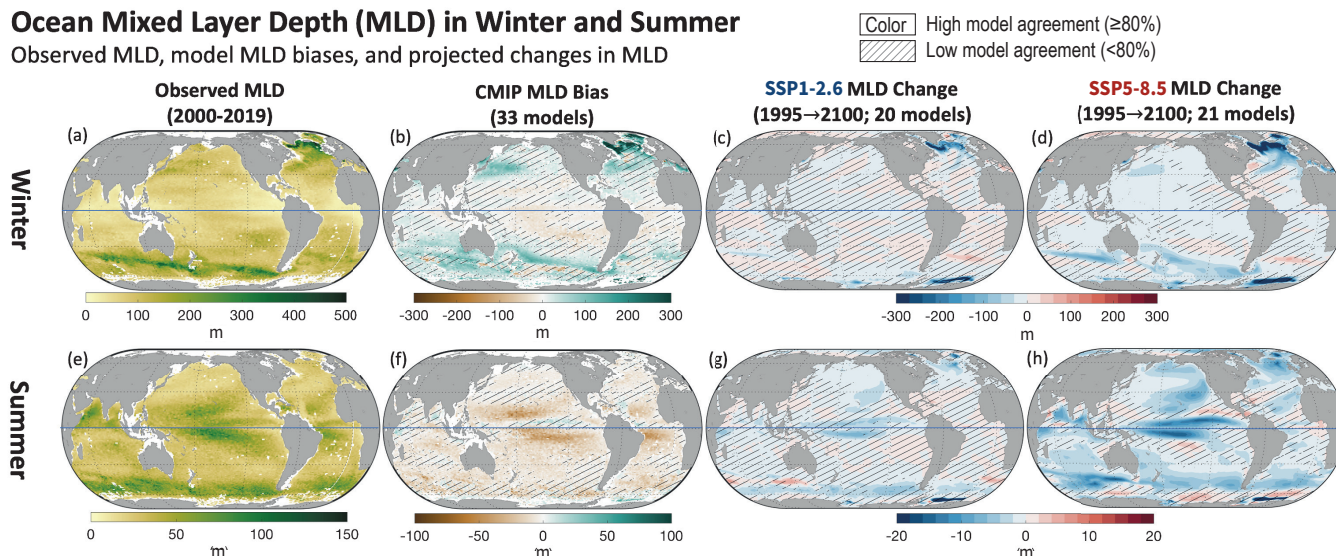 Ocean Mixed Layer Depth (MLD) in Winter and Summer
Observed MLD, model MLD biases, and projected changes in MLD
Color High model agreement (≥80%)
Low model agreement (<80%)
Observed MLD
(2000-2019)
CMIP MLD Bias
(33 models)
SSP1-2.6 MLD Change
(1995→2100; 20 models)
SSP5-8.5 MLD Change
(1995→2100; 21 models)
Winter
(a)
(b)
(c)
(d)
0 100 200 300 400 500
m
-300 -200 -100 0 100 200 300
m
-300 -200 -100 0 100 200 300
m
Summer
(e)
(f)
(g)
(h)
0 50 100 150
m
-100 -50 0 50 100
m
-20 -10 0 10 20
m